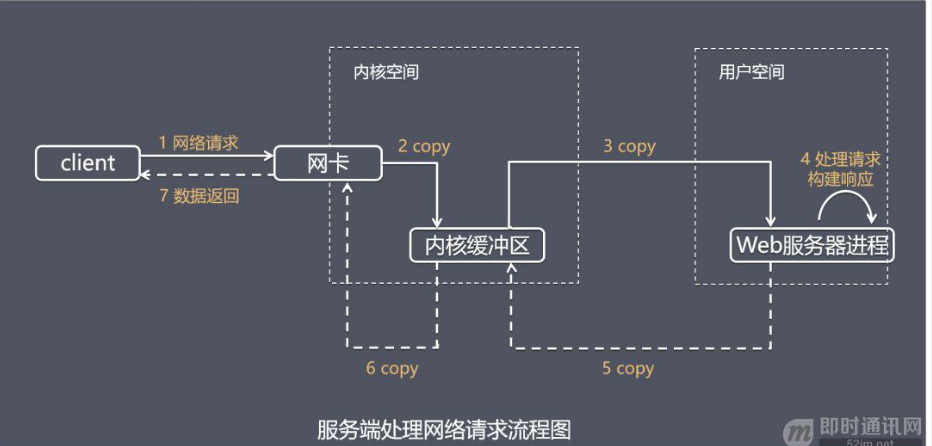 内核空间
用户空间
1 网络请求
2 copy
3 copy
4 处理请求
构建响应
client
网卡
7 数据返回
内核缓冲区
Web服务器进程
6 copy
5 copy
服务端处理网络请求流程图
即时通讯网
52im.net